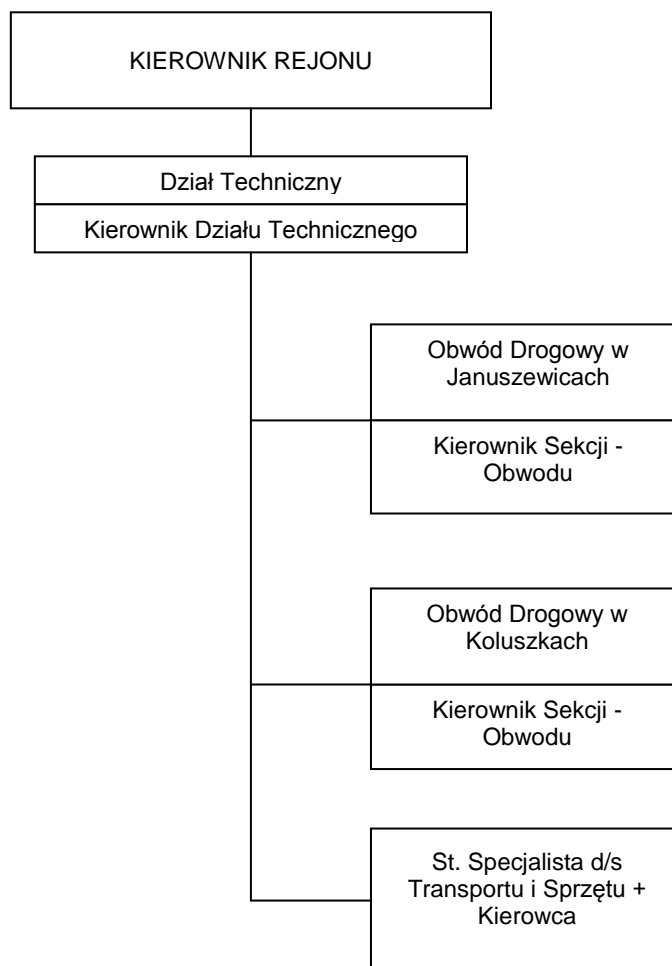 KIEROWNIK REJONU
Dział Techniczny
Kierownik Działu Technicznego
Obwód Drogowy w
Januszewicach
Kierownik Sekcji -
Obwodu
Obwód Drogowy w
Koluszkach
Kierownik Sekcji -
Obwodu
St. Specjalista d/s
Transportu i Sprzętu +
Kierowca